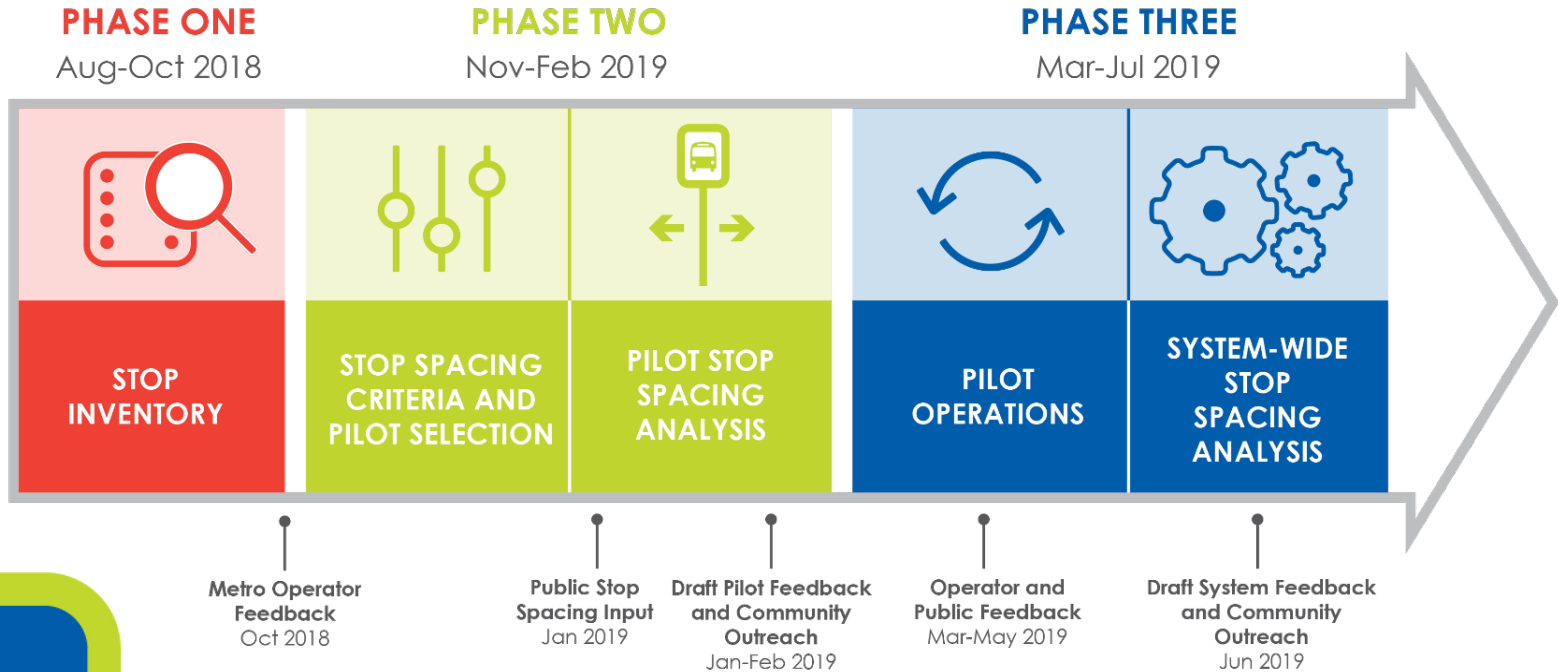 PHASE ONE
Aug-Oct 2018
PHASE TWO
Nov-Feb 2019
PHASE THREE
Mar-Jul 2019
STOP
INVENTORY
STOP SPACING
CRITERIA AND
PILOT SELECTION
PILOT STOP
SPACING
ANALYSIS
PILOT
OPERATIONS
SYSTEM-WIDE
STOP
SPACING
ANALYSIS
Metro Operator
Feedback
Oct 2018
Public Stop
Spacing Input
Jan 2019
Draft Pilot Feedback
and Community
Outreach
Jan-Feb 2019
Operator and
Public Feedback
Mar-May 2019
Draft System Feedback
and Community
Outreach
Jun 2019